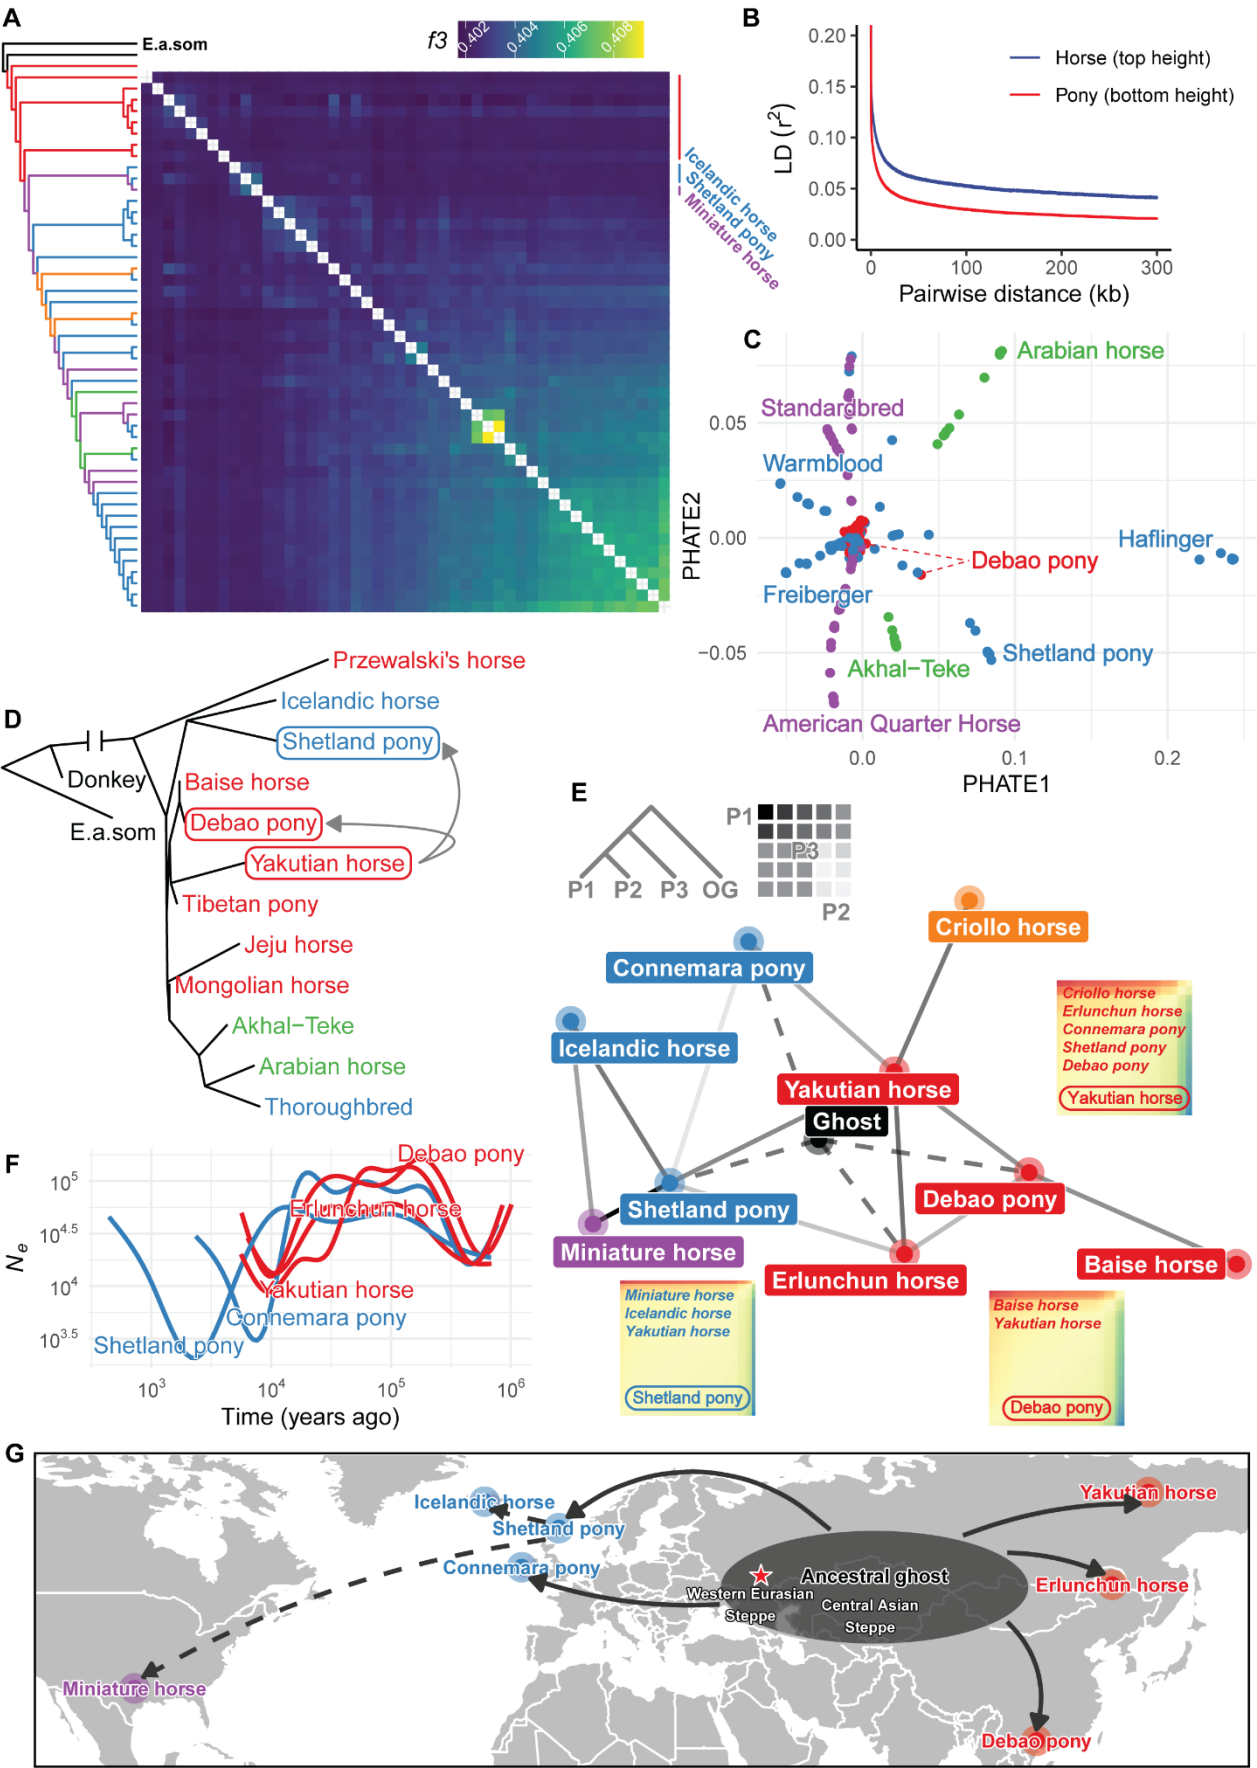 A
E.a.som
f3
0.402
0.404
0.406
0.408
Icelandic horse
Shetland pony
Miniature horse
B
LD (r²)
0.20
0.15
0.10
0.05
0.00
Horse (top height)
Pony (bottom height)
0
100
200
300
Pairwise distance (kb)
C
Arabian horse
Standardbred
Warmblood
Haflinger
Debao pony
Freiberger
Shetland pony
Akhal−Teke
American Quarter Horse
PHATE2
0.05
0.00
−0.05
0.0
0.1
0.2
PHATE1
D
Przewalski's horse
Icelandic horse
Shetland pony
Donkey
Baise horse
E.a.som
Debao pony
Yakutian horse
Tibetan pony
Jeju horse
Mongolian horse
Akhal−Teke
Arabian horse
Thoroughbred
E
P1
P2
P3
OG
P1
P3
P2
Criollo horse
Connemara pony
Icelandic horse
Yakutian horse
Ghost
Debao pony
Shetland pony
Miniature horse
Erlunchun horse
Baise horse
Criollo horse
Erlunchun horse
Connemara pony
Shetland pony
Debao pony
Yakutian horse
Miniature horse
Icelandic horse
Yakutian horse
Shetland pony
Baise horse
Yakutian horse
Debao pony
F
Nₑ
10⁵
10⁴·⁵
10⁴
10³·⁵
Debao pony
Erlunchun horse
Yakutian horse
Connemara pony
Shetland pony
10³
10⁴
10⁵
10⁶
Time (years ago)
G
Icelandic horse
Shetland pony
Connemara pony
Miniature horse
Ancestral ghost
Western Eurasian
Steppe
Central Asian
Steppe
Yakutian horse
Erlunchun horse
Debao pony